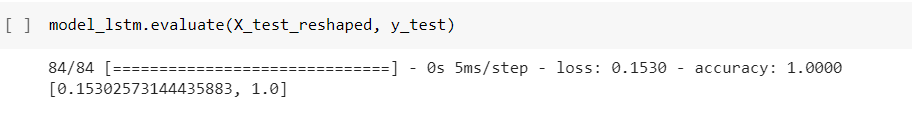 [ ] model_lstm.evaluate(X_test_reshaped, y_test)
84/84 [==============================] - 0s 5ms/step - loss: 0.1530 - accuracy: 1.0000
[0.15302573144435883, 1.0]